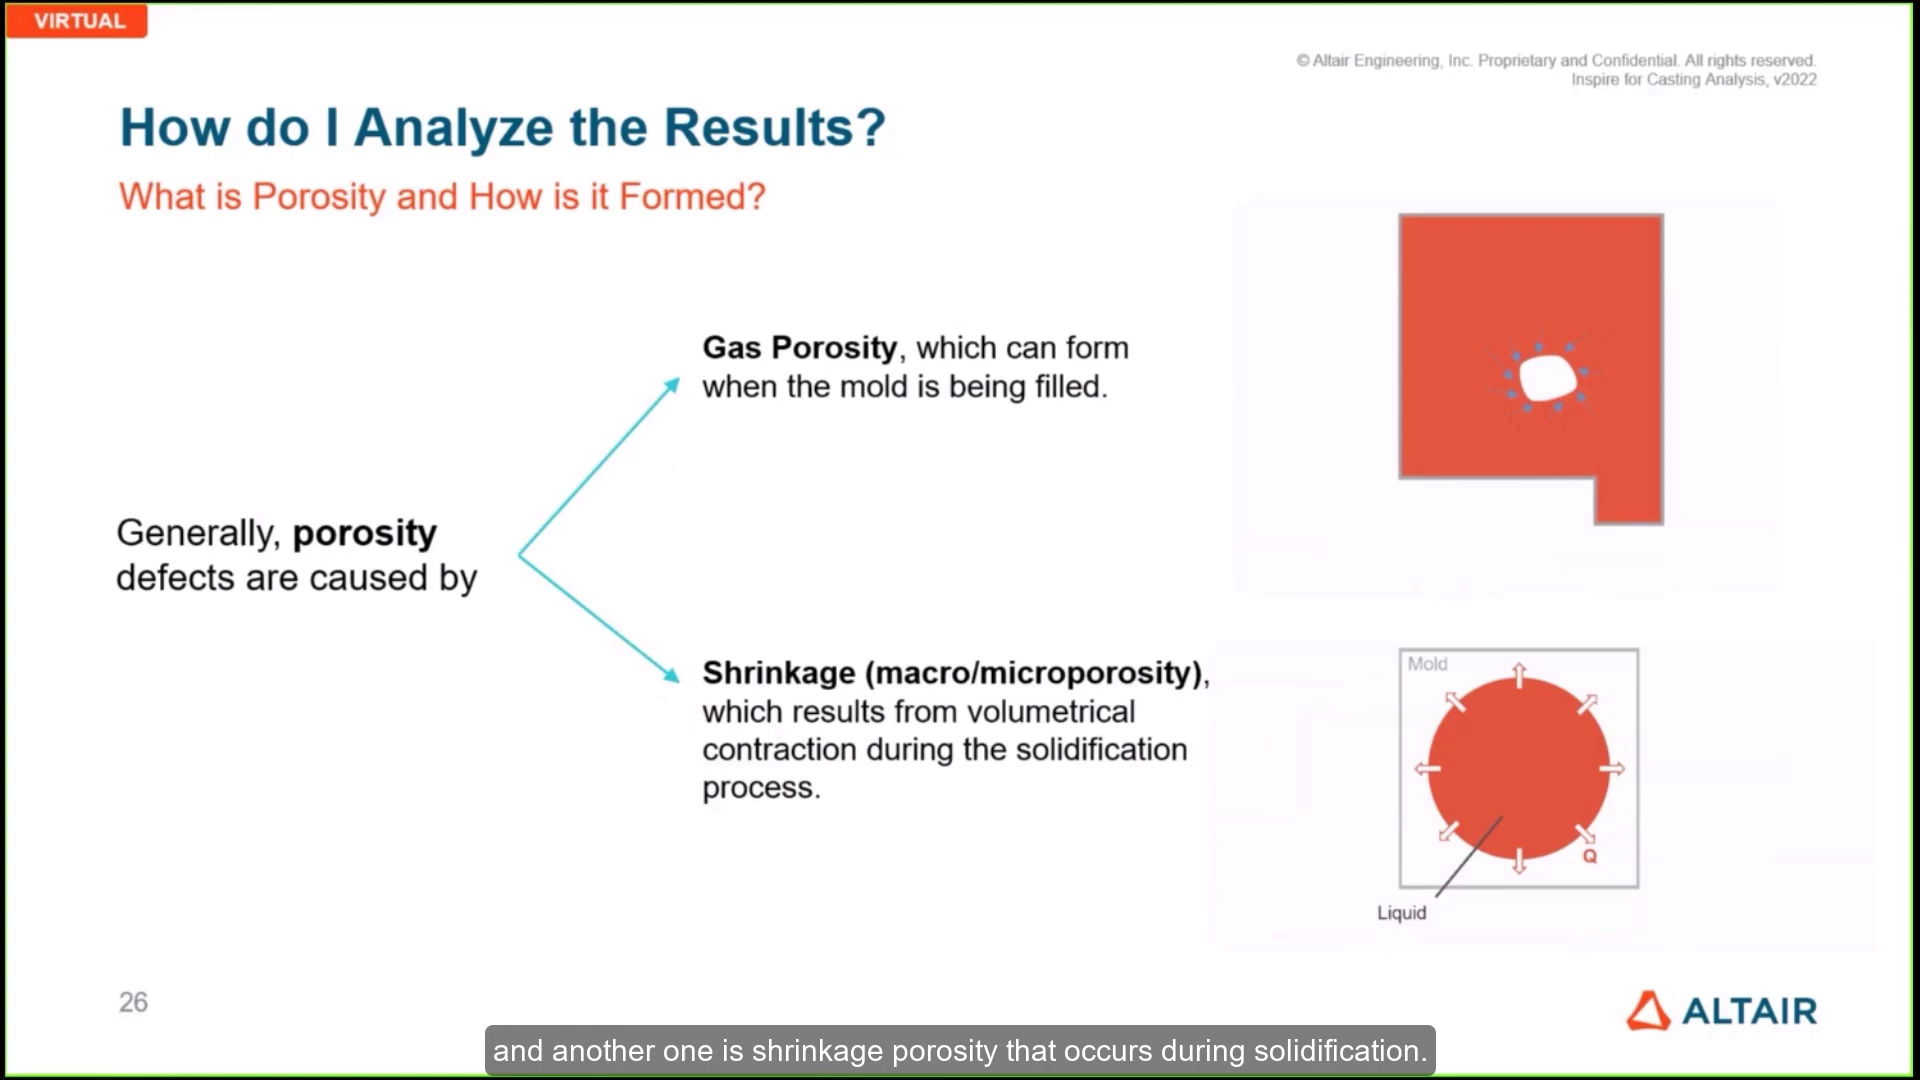 VIRTUAL
© Altair Engineering, Inc. Proprietary and Confidential. All rights reserved.
Inspire for Casting Analysis, v2022
How do I Analyze the Results?
What is Porosity and How is it Formed?
Gas Porosity, which can form
when the mold is being filled.
Generally, porosity
defects are caused by
Shrinkage (macro/microporosity),
which results from volumetrical
contraction during the solidification
process.
Mold
Q
Liquid
26
ALTAIR
and another one is shrinkage porosity that occurs during solidification.